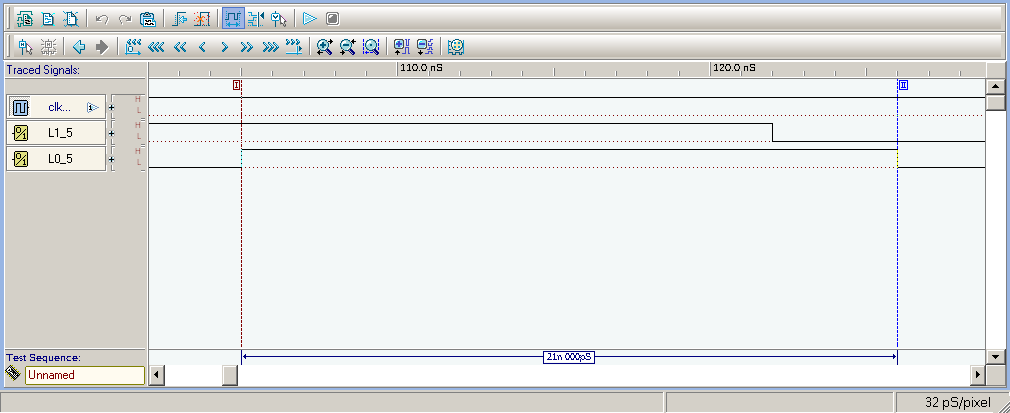 Traced Signals:
110.0 nS 120.0 nS
I II
clk... H L
L1_5 H L
L0_5 H L
21n 000pS
Test Sequence:
Unnamed
32 pS/pixel